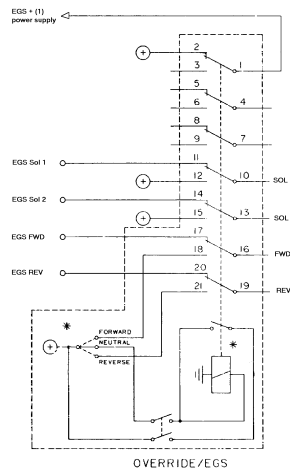 EGS + (1)
power supply
2
3 1
5
6 4
8
9 7
EGS Sol 1 11
12 10 SOL
EGS Sol 2 14
15 13 SOL
EGS FWD 17
18 16 FWD
EGS REV 20
21 19 REV
* FORWARD
NEUTRAL
REVERSE
*
OVERRIDE/EGS